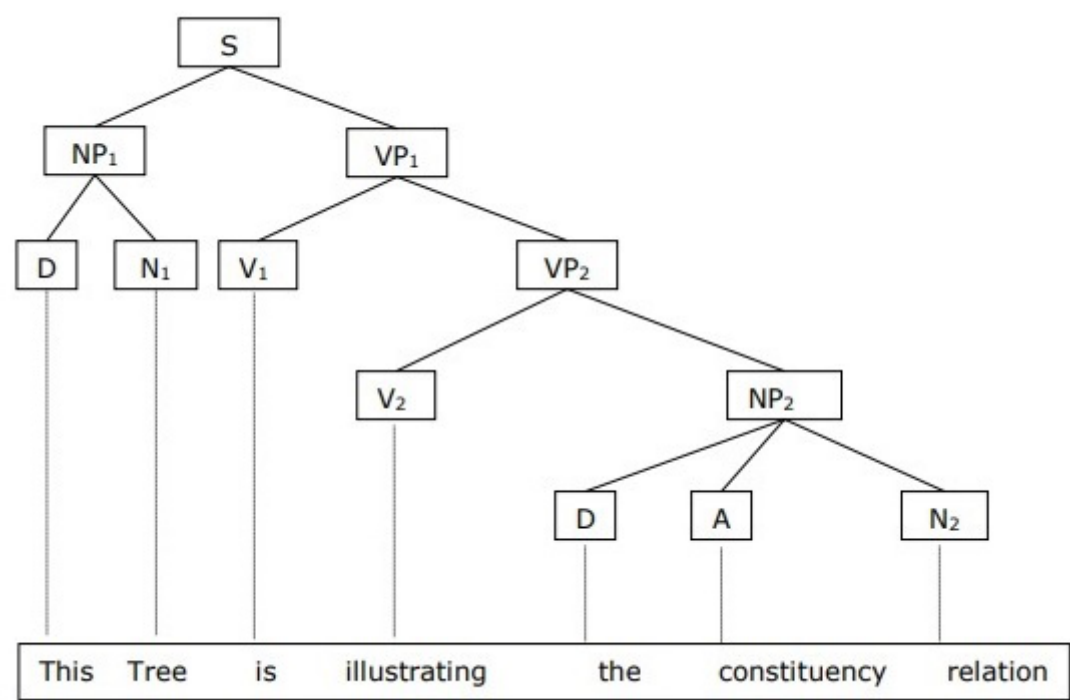 S
NP₁ VP₁
D N₁ V₁ VP₂
V₂ NP₂
D A N₂
This Tree is illustrating the constituency relation